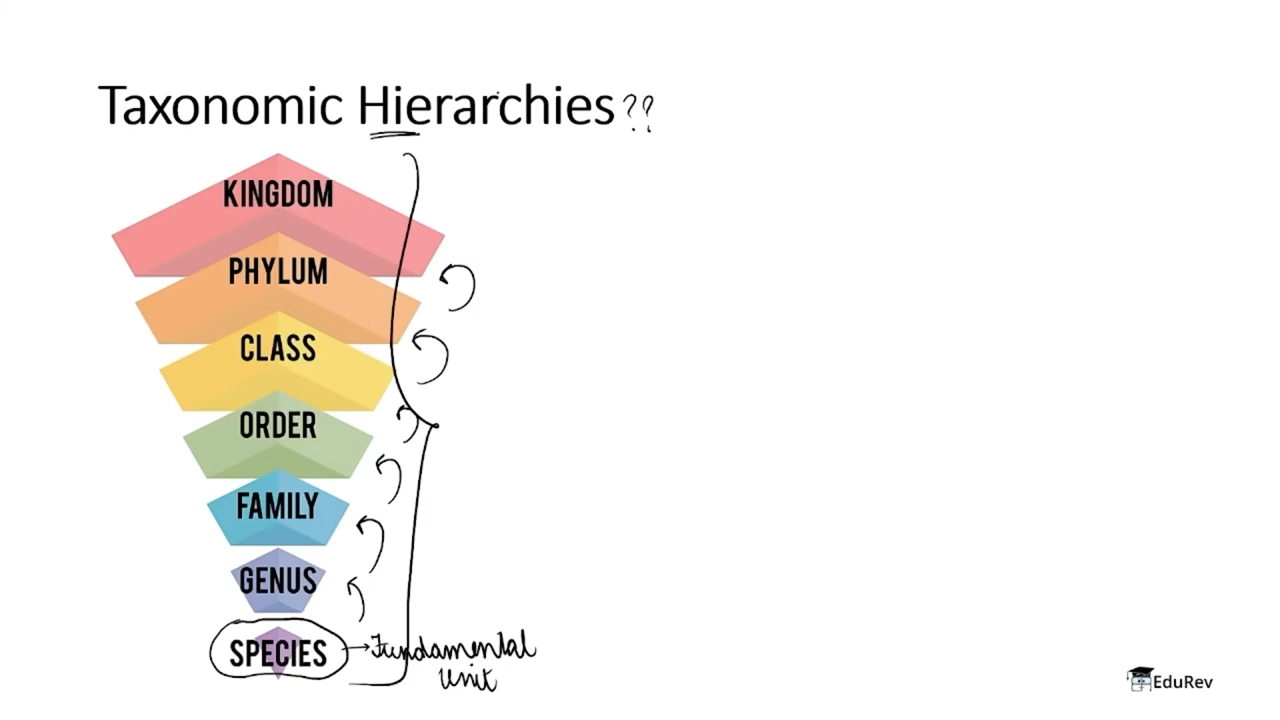 Taxonomic Hierarchies??
KINGDOM
PHYLUM
CLASS
ORDER
FAMILY
GENUS
SPECIES → Fundamental
Unit
EduRev